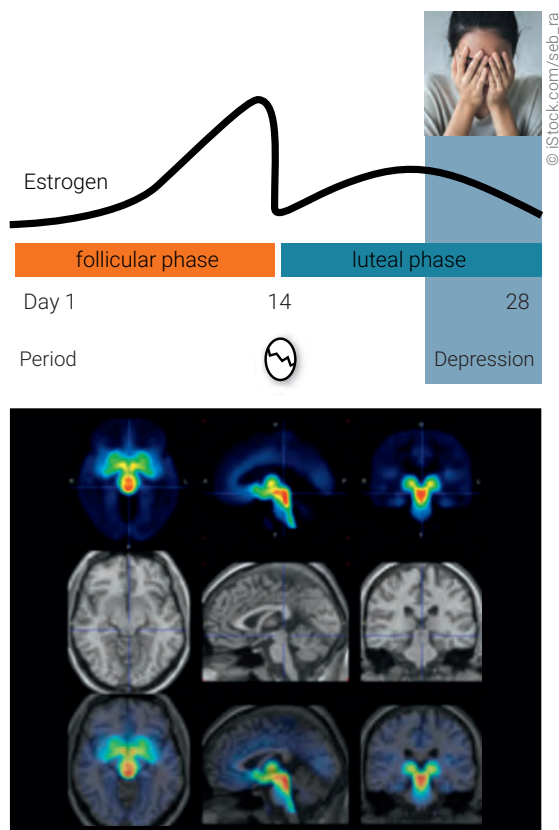 © iStock.com/seb_ra
Estrogen
follicular phase
luteal phase
Day 1
14
28
Period
Depression